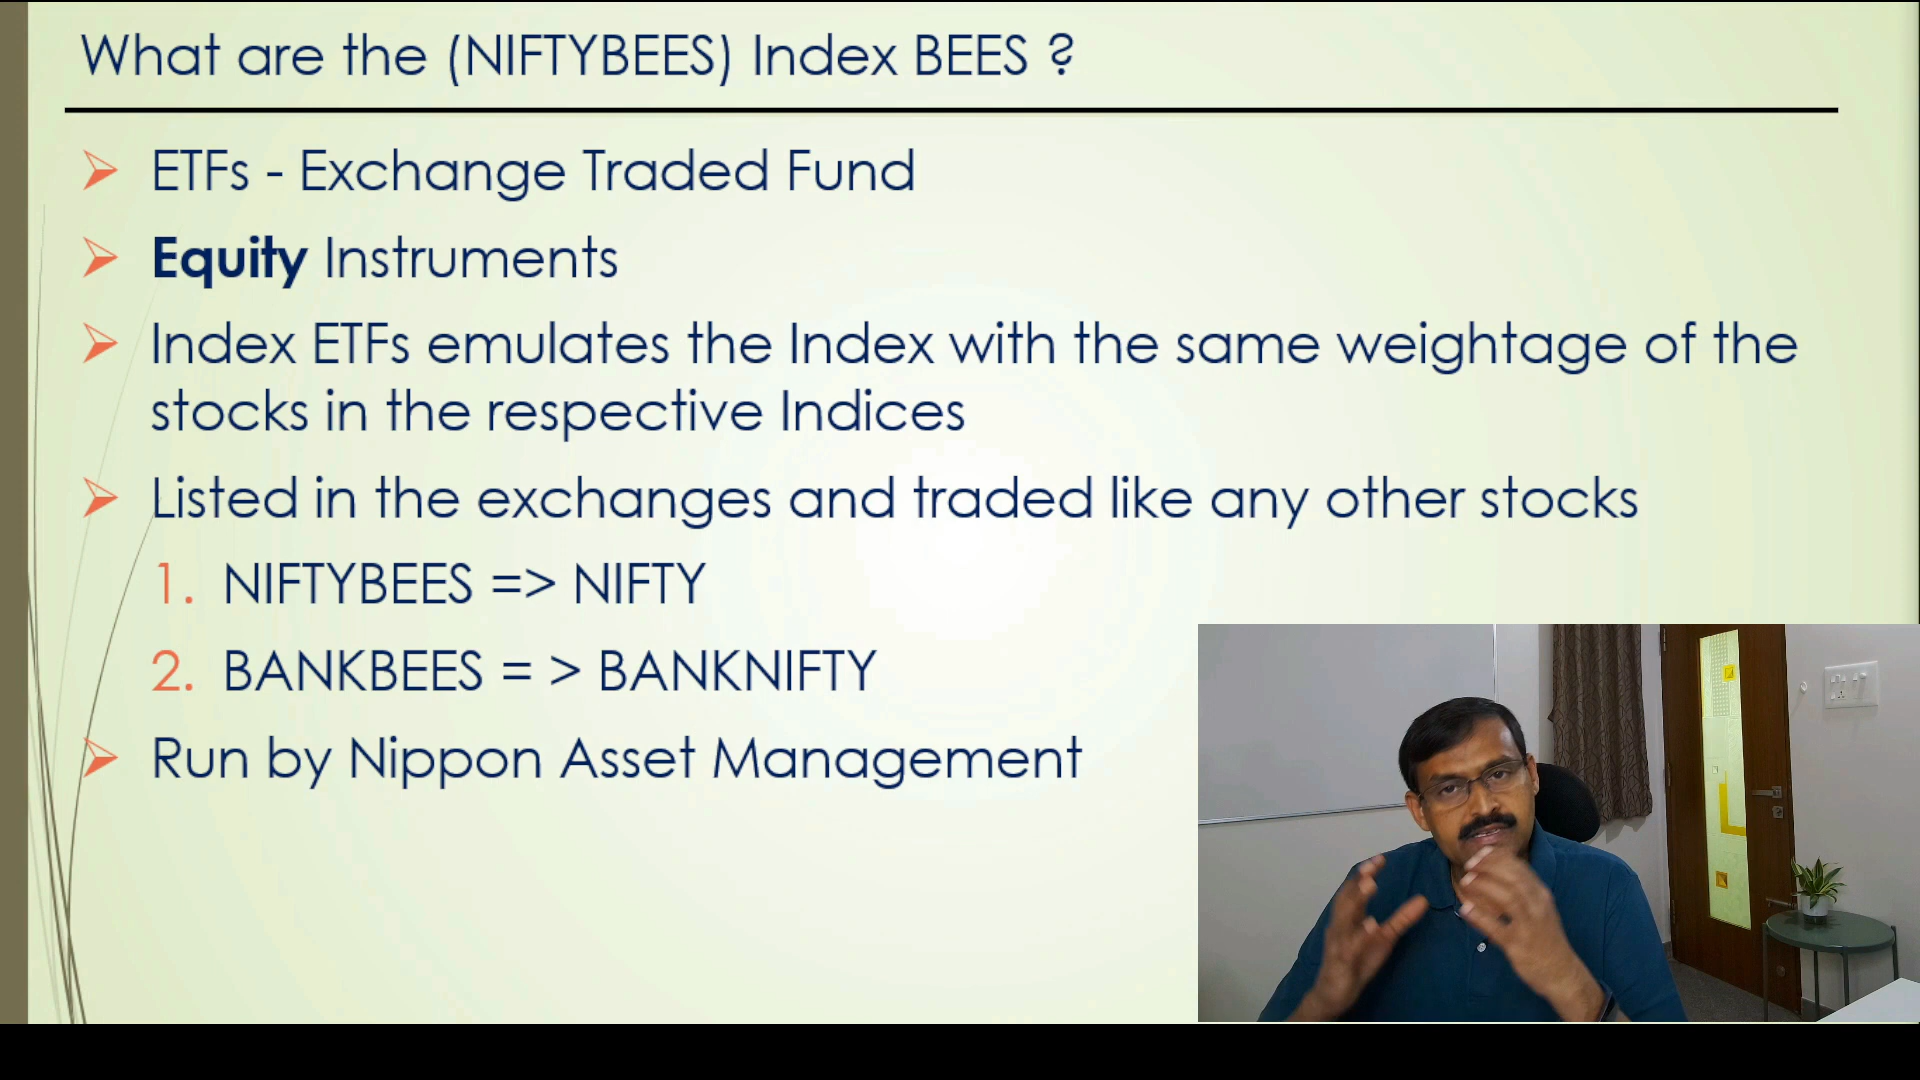 What are the (NIFTYBEES) Index BEES ?
ETFs - Exchange Traded Fund
Equity Instruments
Index ETFs emulates the Index with the same weightage of the
stocks in the respective Indices
Listed in the exchanges and traded like any other stocks
1. NIFTYBEES => NIFTY
2. BANKBEES = > BANKNIFTY
Run by Nippon Asset Management